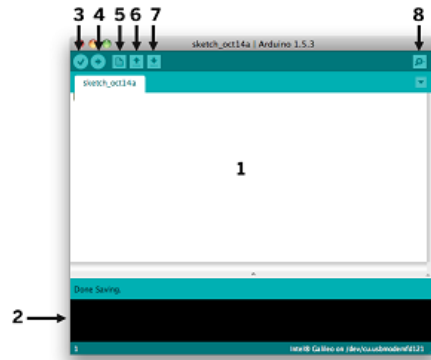 3 4 5 6 7 8
sketch_oct14a | Arduino 1.5.3
sketch_oct14a
1
Done Saving.
2
1 Intel® Galileo on /dev/cu.usbmodemfd121